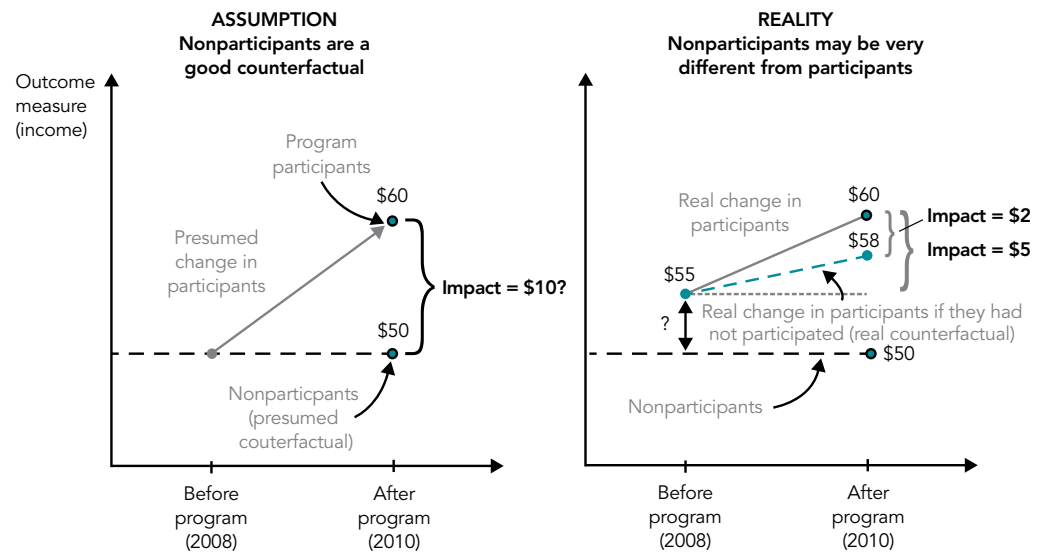 ASSUMPTION
Nonparticipants are a
good counterfactual
Outcome
measure
(income)
Program
participants
$60
Presumed
change in
participants
Impact = $10?
$50
Nonparticpants
(presumed
couterfactual)
Before
program
(2008)
After
program
(2010)
REALITY
Nonparticipants may be very
different from participants
Real change in
participants
$60
Impact = $2
$58
Impact = $5
$55
Real change in participants if they had
not participated (real counterfactual)
?
$50
Nonparticipants
Before
program
(2008)
After
program
(2010)